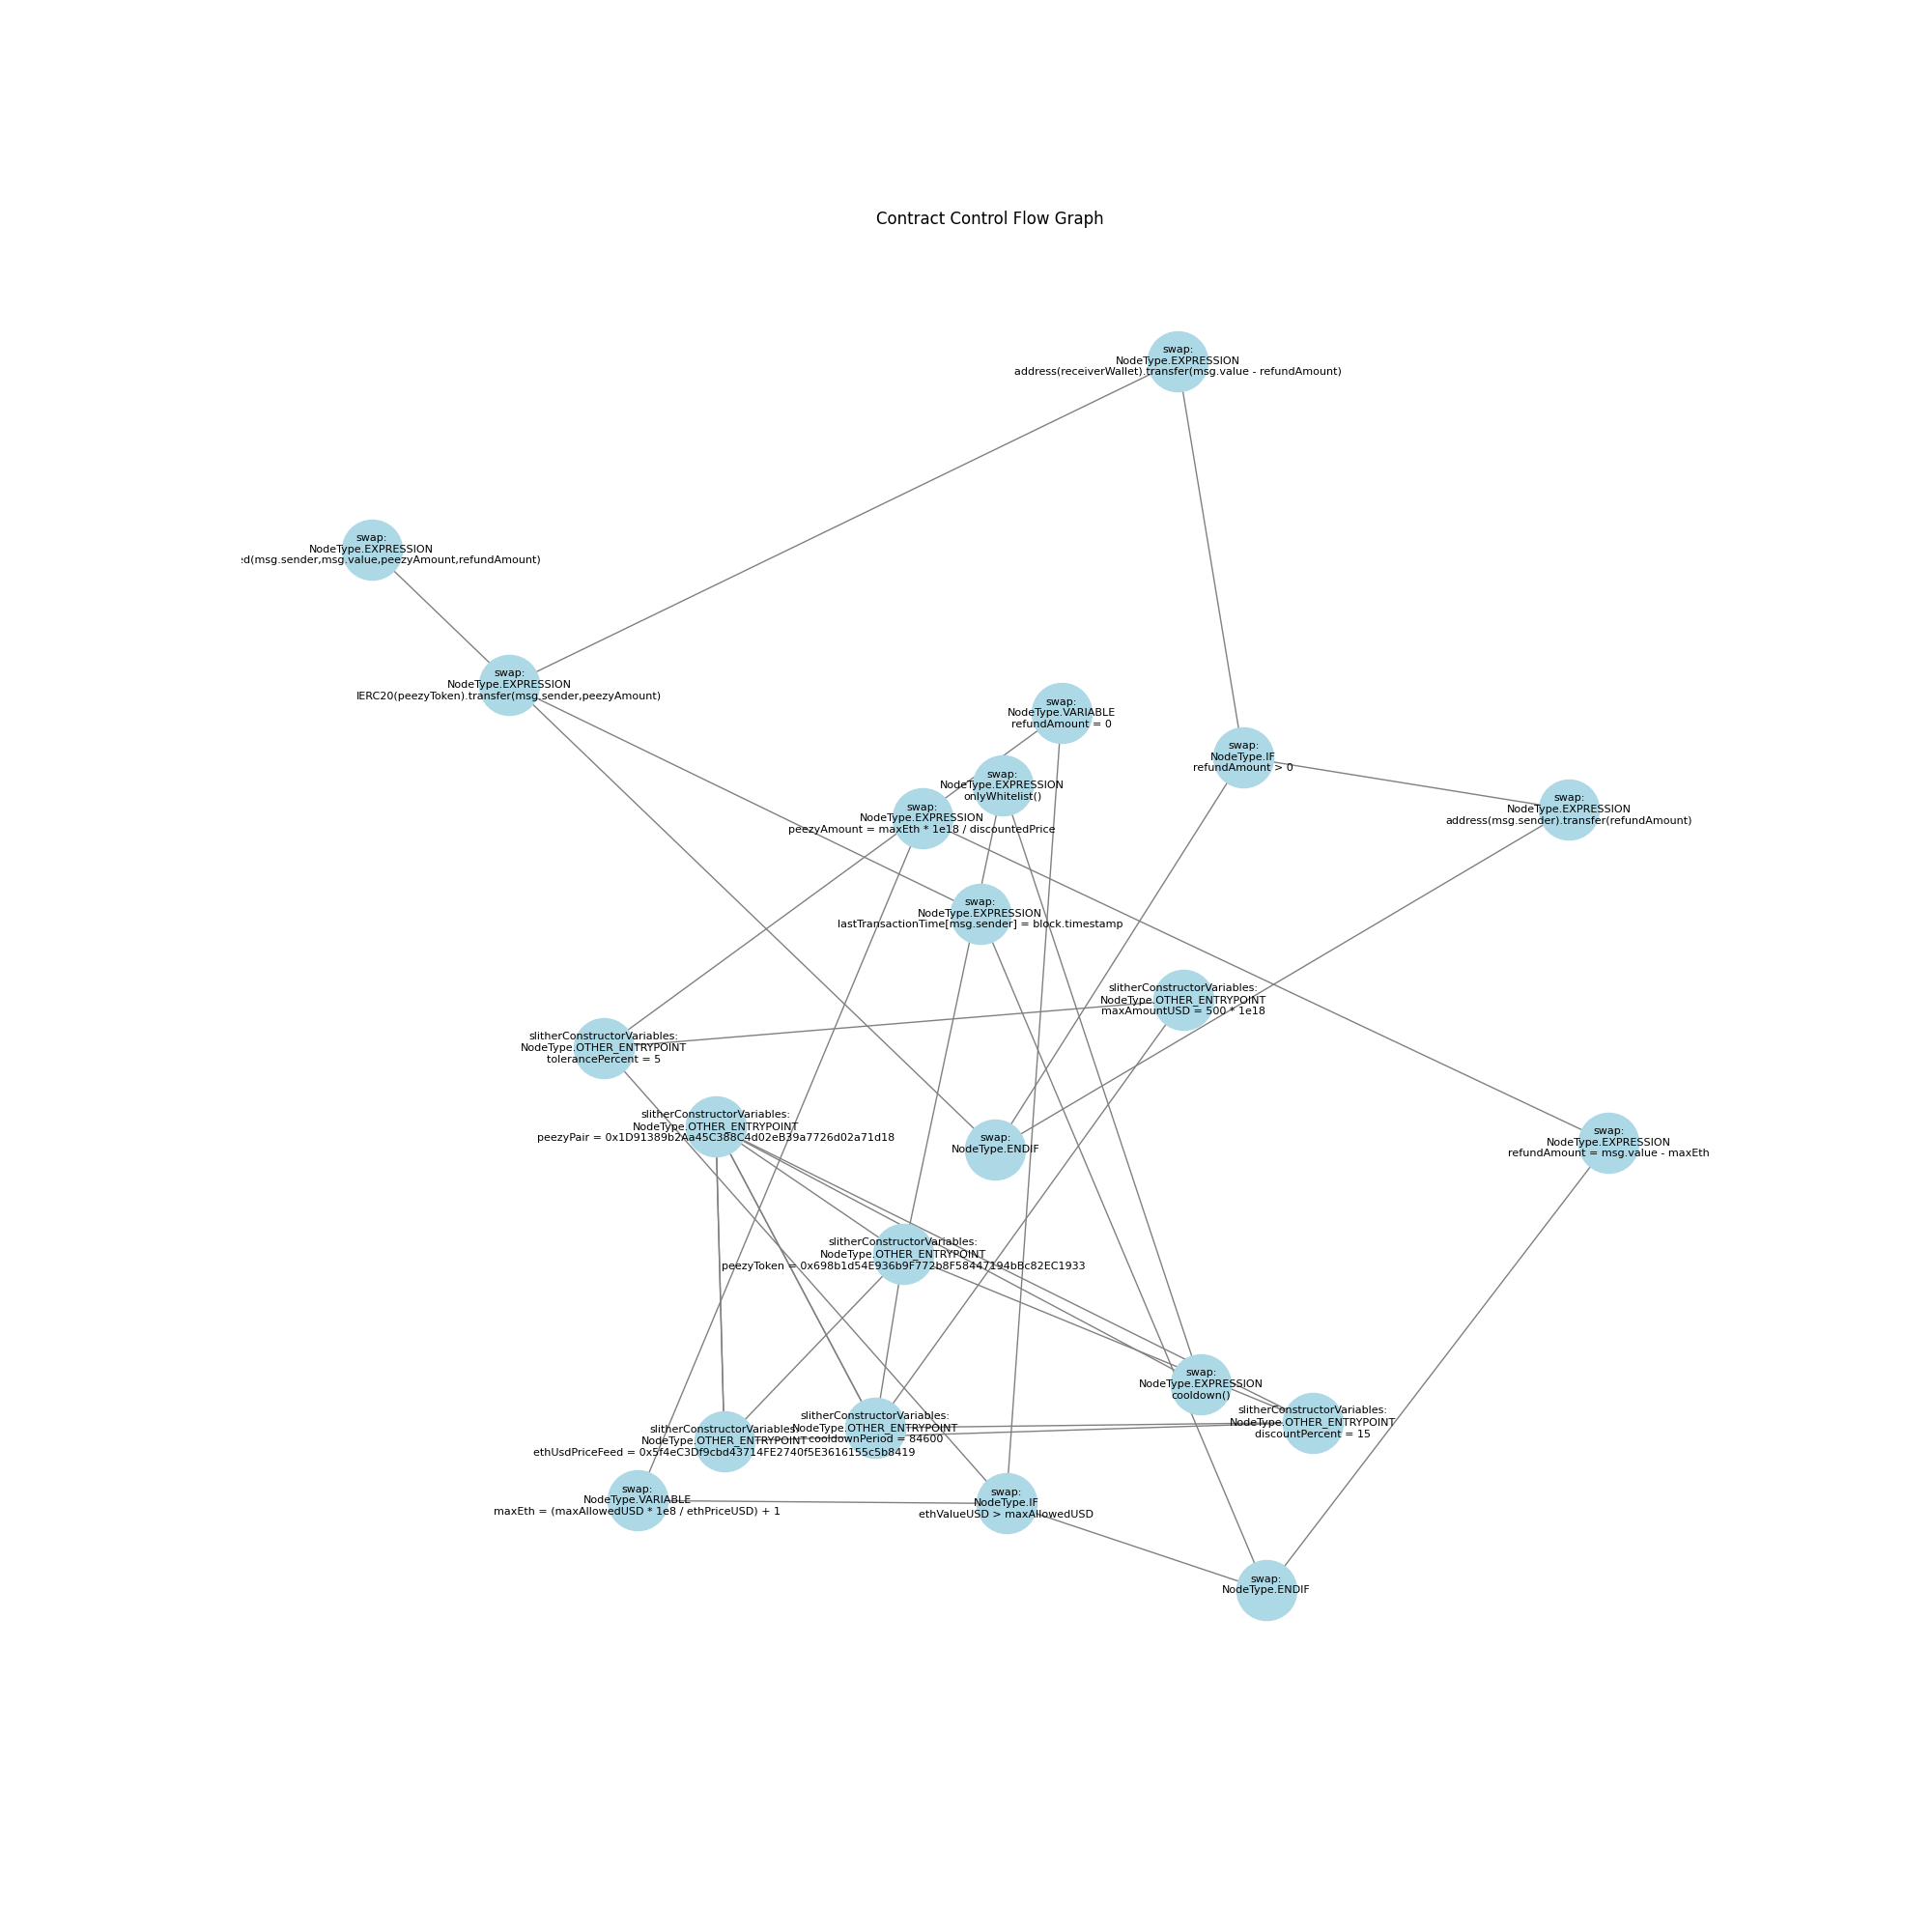 Contract Control Flow Graph
swap:
NodeType.EXPRESSION
address(receiverWallet).transfer(msg.value - refundAmount)
swap:
NodeType.EXPRESSION
ed(msg.sender,msg.value,peezyAmount,refundAmount)
swap:
NodeType.EXPRESSION
IERC20(peezyToken).transfer(msg.sender,peezyAmount)
swap:
NodeType.VARIABLE
refundAmount = 0
swap:
NodeType.IF
refundAmount > 0
swap:
NodeType.EXPRESSION
onlyWhitelist()
swap:
NodeType.EXPRESSION
address(msg.sender).transfer(refundAmount)
swap:
NodeType.EXPRESSION
peezyAmount = maxEth * 1e18 / discountedPrice
swap:
NodeType.EXPRESSION
lastTransactionTime[msg.sender] = block.timestamp
slitherConstructorVariables:
NodeType.OTHER_ENTRYPOINT
maxAmountUSD = 500 * 1e18
slitherConstructorVariables:
NodeType.OTHER_ENTRYPOINT
tolerancePercent = 5
slitherConstructorVariables:
NodeType.OTHER_ENTRYPOINT
peezyPair = 0x1D91389b2Aa45C388C4d02eB39a7726d02a71d18
swap:
NodeType.ENDIF
swap:
NodeType.EXPRESSION
refundAmount = msg.value - maxEth
slitherConstructorVariables:
NodeType.OTHER_ENTRYPOINT
peezyToken = 0x698b1d54E936b9F772b8F58447194bBc82EC1933
swap:
NodeType.EXPRESSION
cooldown()
slitherConstructorVariables:
NodeType.OTHER_ENTRYPOINT
discountPercent = 15
slitherConstructorVariables:
NodeType.OTHER_ENTRYPOINT
cooldownPeriod = 84600
slitherConstructorVariables:
NodeType.OTHER_ENTRYPOINT
ethUsdPriceFeed = 0x5f4eC3Df9cbd43714FE2740f5E3616155c5b8419
swap:
NodeType.VARIABLE
maxEth = (maxAllowedUSD * 1e8 / ethPriceUSD) + 1
swap:
NodeType.IF
ethValueUSD > maxAllowedUSD
swap:
NodeType.ENDIF